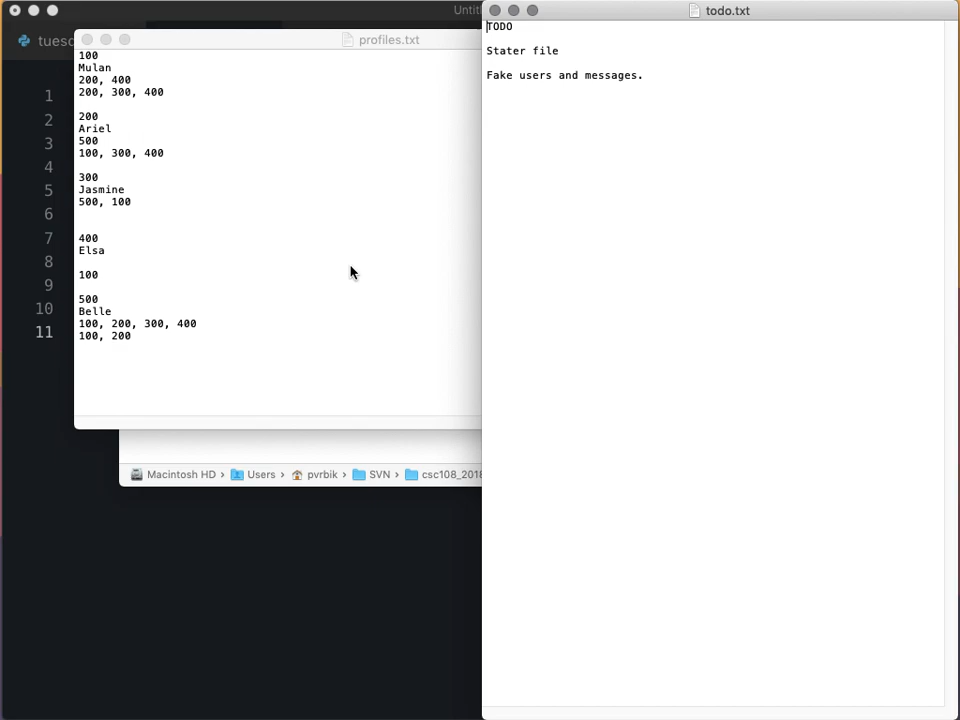 Untitl
tuesc
1
2
3
4
5
6
7
8
9
10
11
profiles.txt
100
Mulan
200, 400
200, 300, 400
200
Ariel
500
100, 300, 400
300
Jasmine
500, 100
400
Elsa
100
500
Belle
100, 200, 300, 400
100, 200
Macintosh HD › Users › pvrbik › SVN › csc108_2018
todo.txt
TODO
Stater file
Fake users and messages.